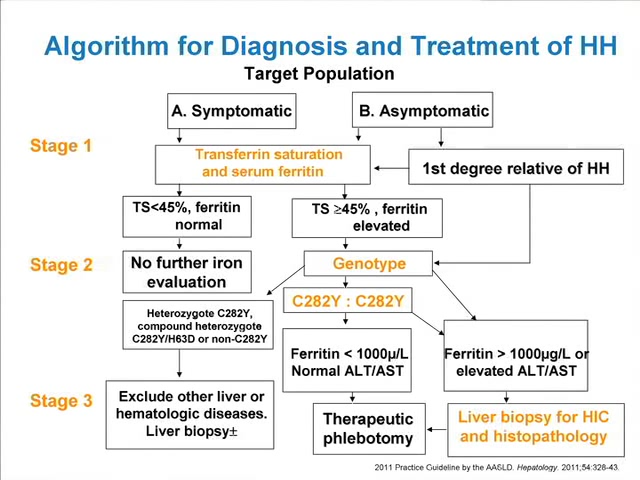 Algorithm for Diagnosis and Treatment of HH
Target Population
A. Symptomatic
B. Asymptomatic
Stage 1
Transferrin saturation
and serum ferritin
1st degree relative of HH
TS<45%, ferritin
normal
TS ≥45% , ferritin
elevated
Stage 2
No further iron
evaluation
Genotype
C282Y : C282Y
Heterozygote C282Y,
compound heterozygote
C282Y/H63D or non-C282Y
Ferritin < 1000µ/L
Normal ALT/AST
Ferritin > 1000µg/L or
elevated ALT/AST
Stage 3
Exclude other liver or
hematologic diseases.
Liver biopsy±
Therapeutic
phlebotomy
Liver biopsy for HIC
and histopathology
2011 Practice Guideline by the AASLD. Hepatology. 2011;54:328-43.